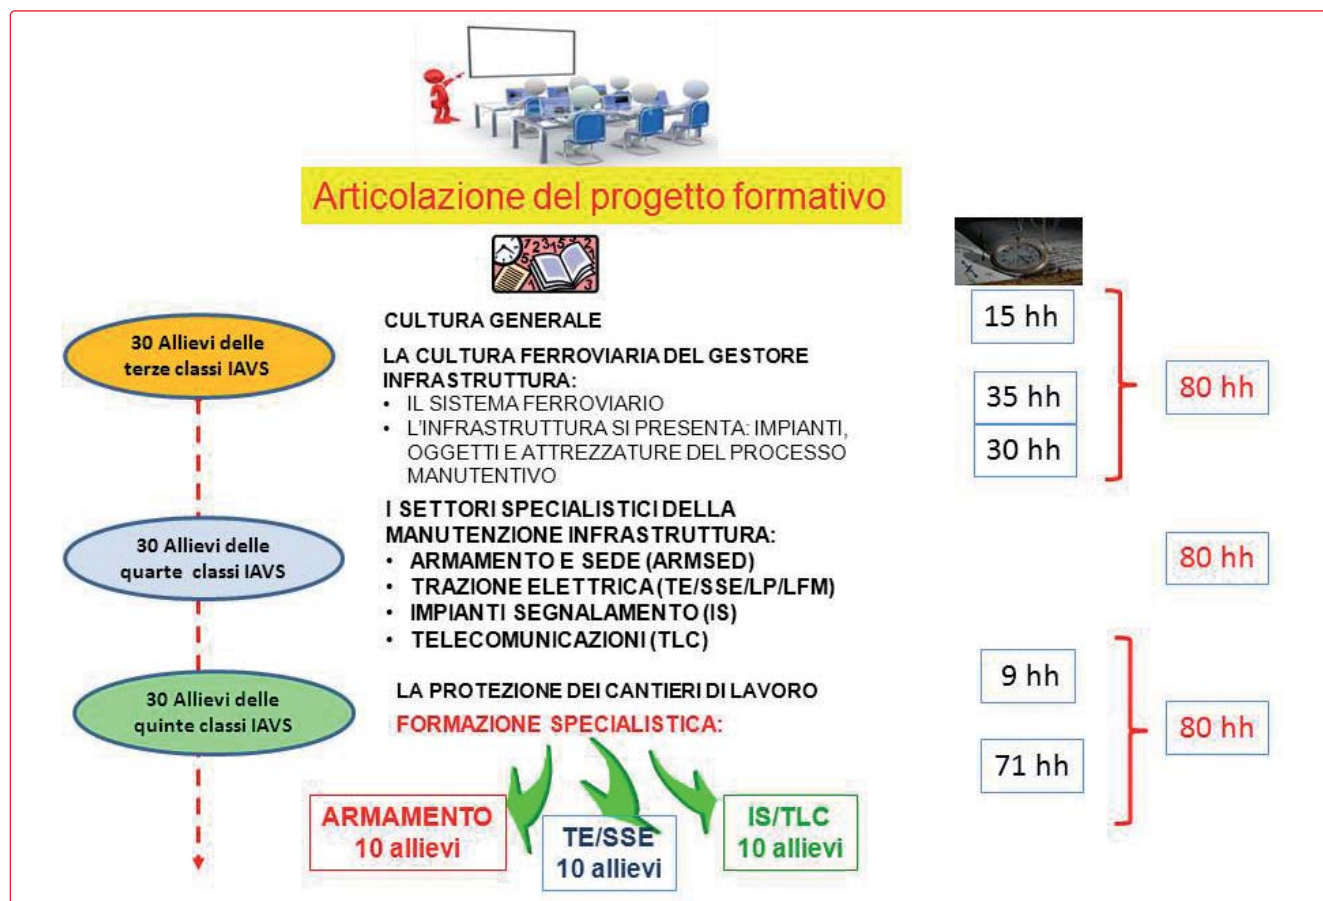 Articolazione del progetto formativo
30 Allievi delle
terze classi IAVS
CULTURA GENERALE
LA CULTURA FERROVIARIA DEL GESTORE
INFRASTRUTTURA:
• IL SISTEMA FERROVIARIO
• L'INFRASTRUTTURA SI PRESENTA: IMPIANTI,
OGGETTI E ATTREZZATURE DEL PROCESSO
MANUTENTIVO
15 hh
35 hh
30 hh
80 hh
30 Allievi delle
quarte classi IAVS
I SETTORI SPECIALISTICI DELLA
MANUTENZIONE INFRASTRUTTURA:
• ARMAMENTO E SEDE (ARMSED)
• TRAZIONE ELETTRICA (TE/SSE/LP/LFM)
• IMPIANTI SEGNALAMENTO (IS)
• TELECOMUNICAZIONI (TLC)
80 hh
30 Allievi delle
quinte classi IAVS
LA PROTEZIONE DEI CANTIERI DI LAVORO
FORMAZIONE SPECIALISTICA:
9 hh
71 hh
80 hh
ARMAMENTO
10 allievi
TE/SSE
10 allievi
IS/TLC
10 allievi